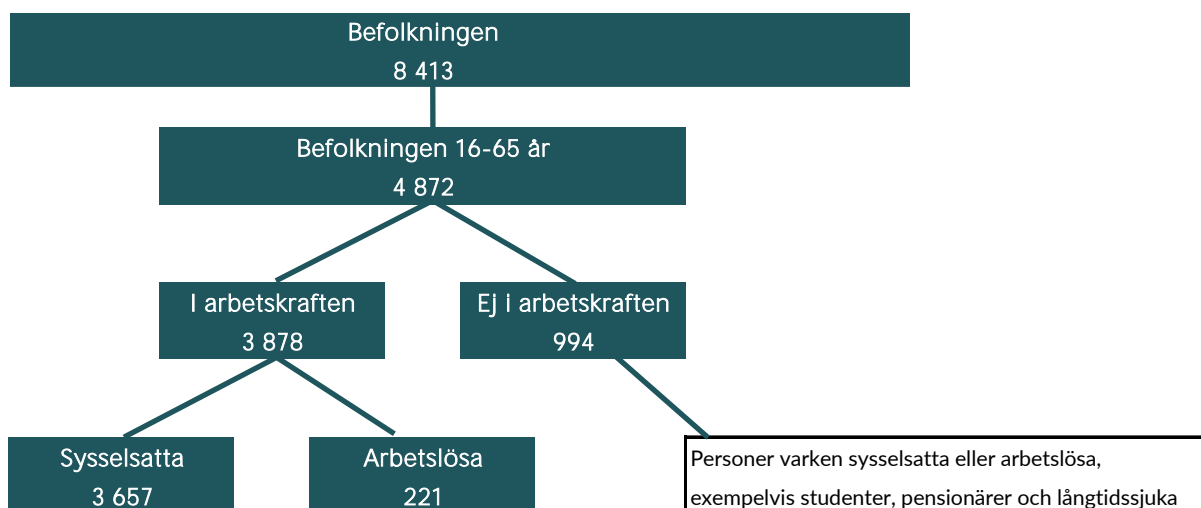 Befolkningen
8 413
Befolkningen 16-65 år
4 872
I arbetskraften
3 878
Ej i arbetskraften
994
Sysselsatta
3 657
Arbetslösa
221
Personer varken sysselsatta eller arbetslösa,
exempelvis studenter, pensionärer och långtidssjuka